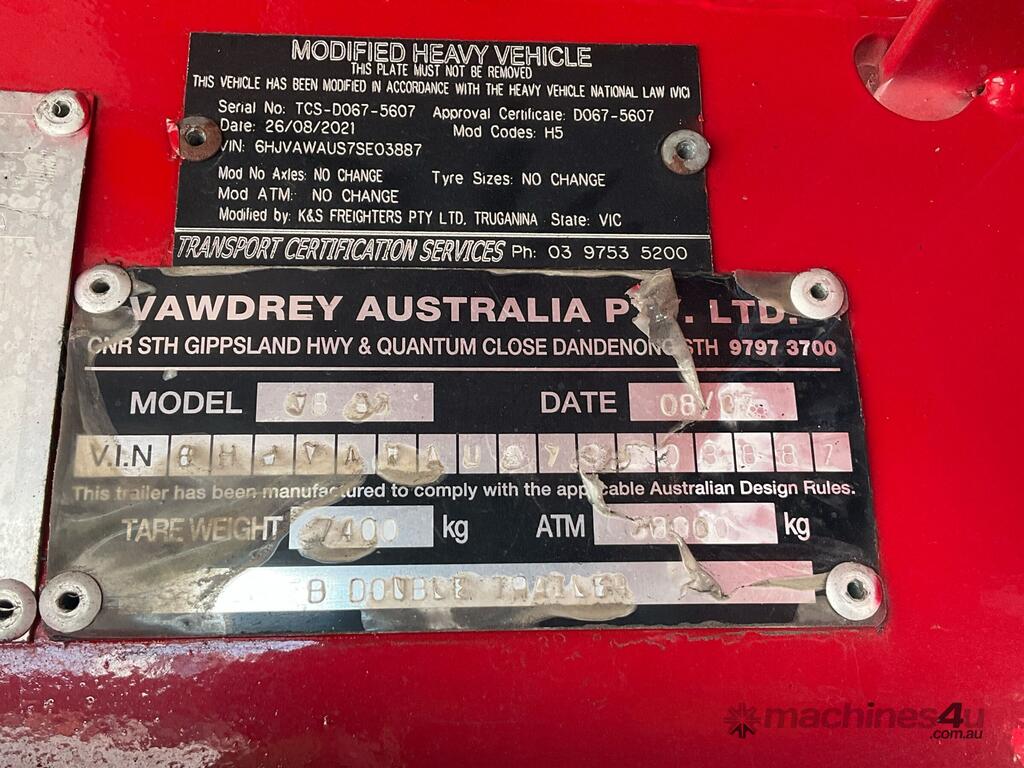 MODIFIED HEAVY VEHICLE
THIS PLATE MUST NOT BE REMOVED
THIS VEHICLE HAS BEEN MODIFIED IN ACCORDANCE WITH THE HEAVY VEHICLE NATIONAL LAW (VIC)
Serial No: TCS-D067-5607 Approval Certificate: D067-5607
Date: 26/08/2021 Mod Codes: H5
VIN: 6HJVAWAUS7SE03887
Mod No Axles: NO CHANGE Tyre Sizes: NO CHANGE
Mod ATM: NO CHANGE
Modified by: K&S FREIGHTERS PTY LTD, TRUGANINA State: VIC
TRANSPORT CERTIFICATION SERVICES Ph: 03 9753 5200
VAWDREY AUSTRALIA LTD.
CNR STH GIPPSLAND HWY & QUANTUM CLOSE DANDENONG STH 9797 3700
MODEL DATE 08/07
V.I.N
This trailer has been manufactured to comply with the applicable Australian Design Rules.
TARE WEIGHT 7400 kg ATM kg
B DOUBLE TRAILER
machines4u
.com.au